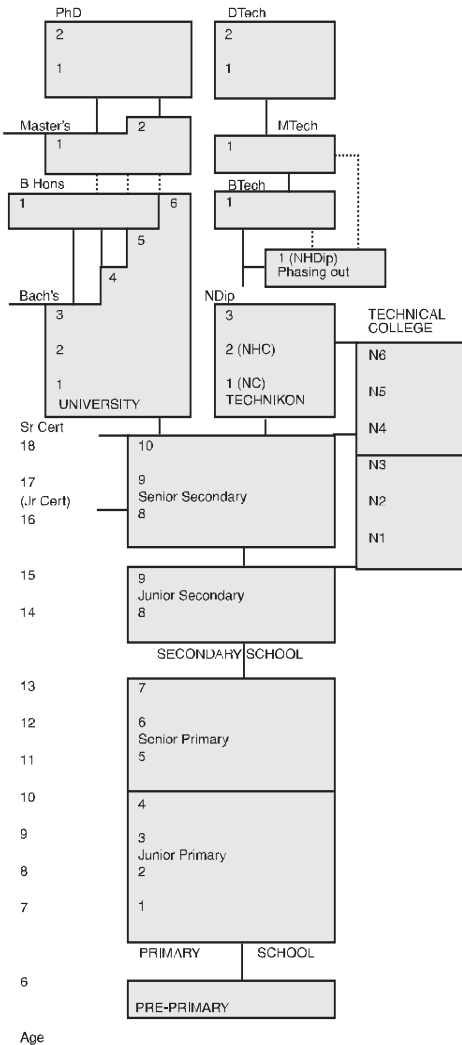 PhD
DTech
2
2
1
1
Master's
2
MTech
1
1
B Hons
BTech
1
6
1
5
4
1 (NHDip)
Phasing out
Bach's
NDip
3
3
TECHNICAL
COLLEGE
2
2 (NHC)
N6
1
1 (NC)
N5
UNIVERSITY
TECHNIKON
Sr Cert
N4
18
10
N3
17
9
(Jr Cert)
Senior Secondary
N2
16
8
N1
15
9
Junior Secondary
14
8
SECONDARY SCHOOL
13
7
12
6
Senior Primary
11
5
10
4
9
3
Junior Primary
8
2
7
1
PRIMARY SCHOOL
6
PRE-PRIMARY
Age